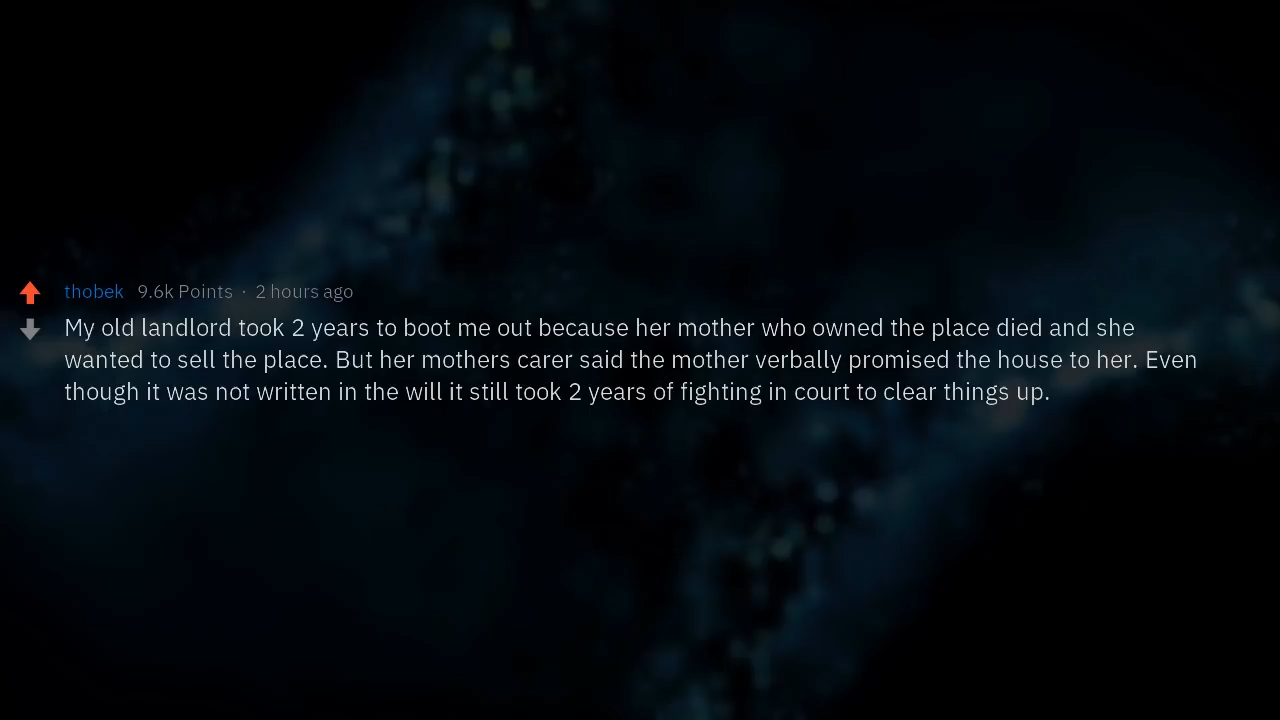 thobek 9.6k Points · 2 hours ago
My old landlord took 2 years to boot me out because her mother who owned the place died and she
wanted to sell the place. But her mothers carer said the mother verbally promised the house to her. Even
though it was not written in the will it still took 2 years of fighting in court to clear things up.